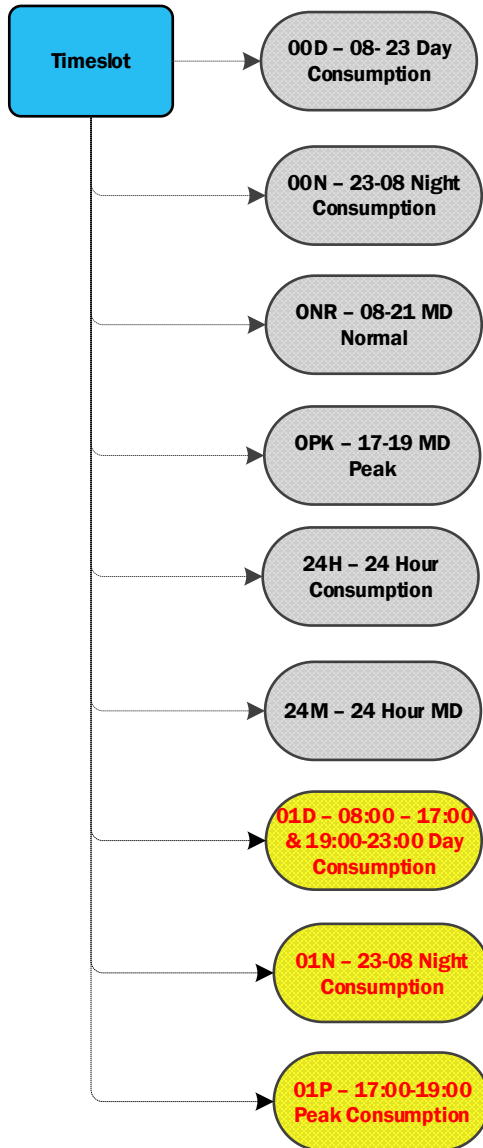 Timeslot
00D – 08- 23 Day
Consumption
00N – 23-08 Night
Consumption
0NR – 08-21 MD
Normal
0PK – 17-19 MD
Peak
24H – 24 Hour
Consumption
24M – 24 Hour MD
01D – 08:00 – 17:00
& 19:00-23:00 Day
Consumption
01N – 23-08 Night
Consumption
01P – 17:00-19:00
Peak Consumption